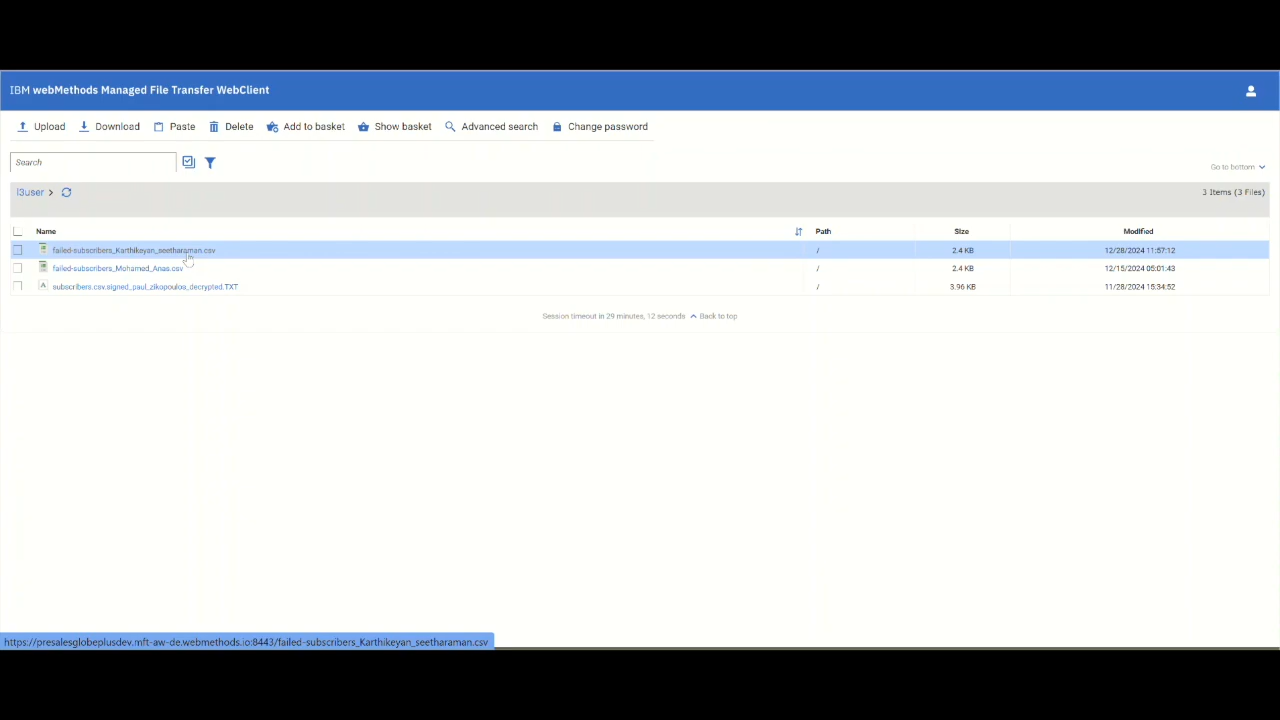 IBM webMethods Managed File Transfer WebClient
Upload Download Paste Delete Add to basket Show basket Advanced search Change password
Search
Go to bottom
l3user > 3 Items (3 Files)
Name Path Size Modified
failed-subscribers_Karthikeyan_seetharaman.csv / 2.4 KB 12/28/2024 11:57:12
failed-subscribers_Mohamed_Anas.csv / 2.4 KB 12/15/2024 05:01:43
A subscribers.csv.signed_paul_zikopoulos_decrypted.TXT / 3.96 KB 11/28/2024 15:34:52
Session timeout in 29 minutes, 12 seconds Back to top
https://presalesglobeplusdev.mft-aw-de.webmethods.io:8443/failed-subscribers_Karthikeyan_seetharaman.csv